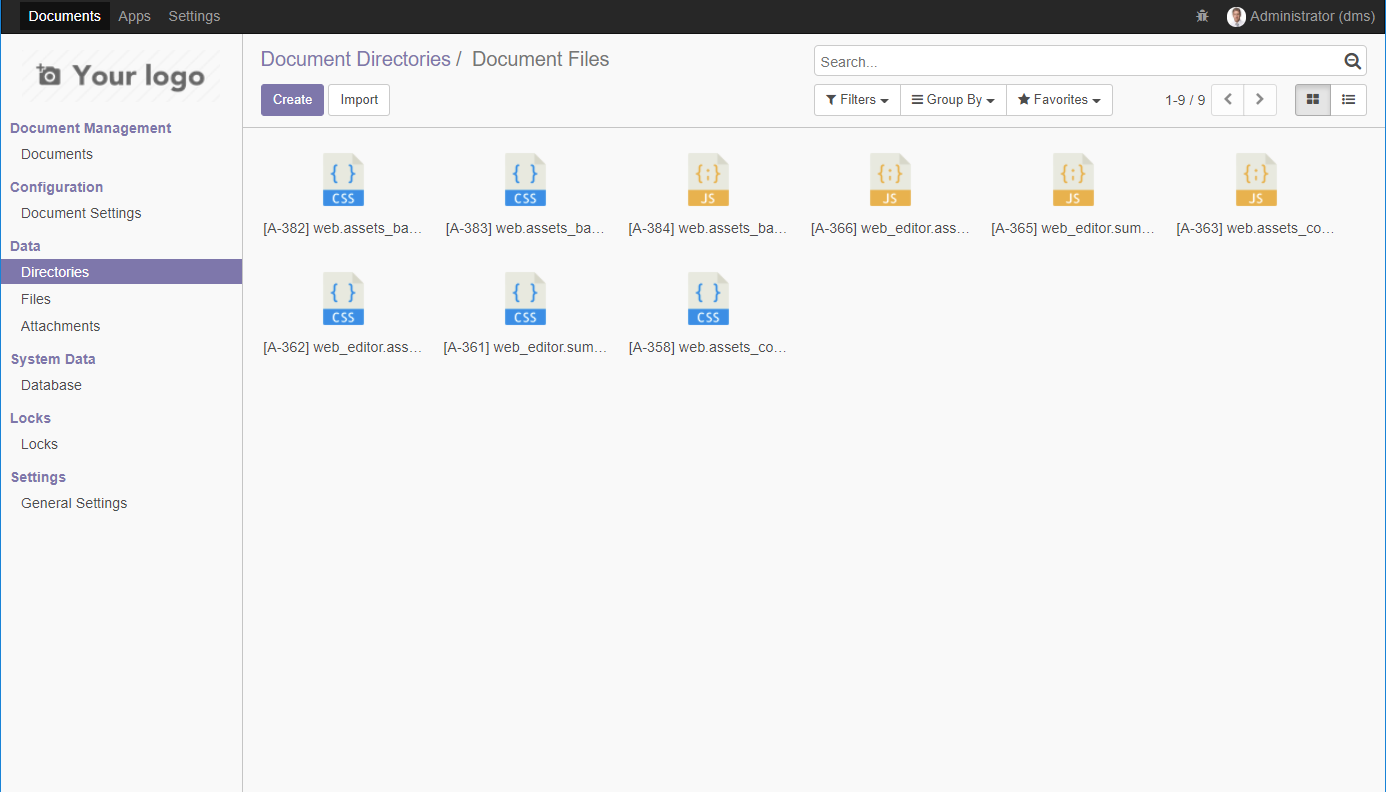 Documents Apps Settings Administrator (dms)
Your logo
Document Directories / Document Files
Search...
Create Import
Filters Group By Favorites 1-9 / 9
Document Management
Documents
Configuration
Document Settings
Data
Directories
Files
Attachments
System Data
Database
Locks
Locks
Settings
General Settings
{ } { } {;} {;} {;} {;}
CSS CSS JS JS JS JS
[A-382] web.assets_ba... [A-383] web.assets_ba... [A-384] web.assets_ba... [A-366] web_editor.ass... [A-365] web_editor.sum... [A-363] web.assets_co...
{ } { } { }
CSS CSS CSS
[A-362] web_editor.ass... [A-361] web_editor.sum... [A-358] web.assets_co...